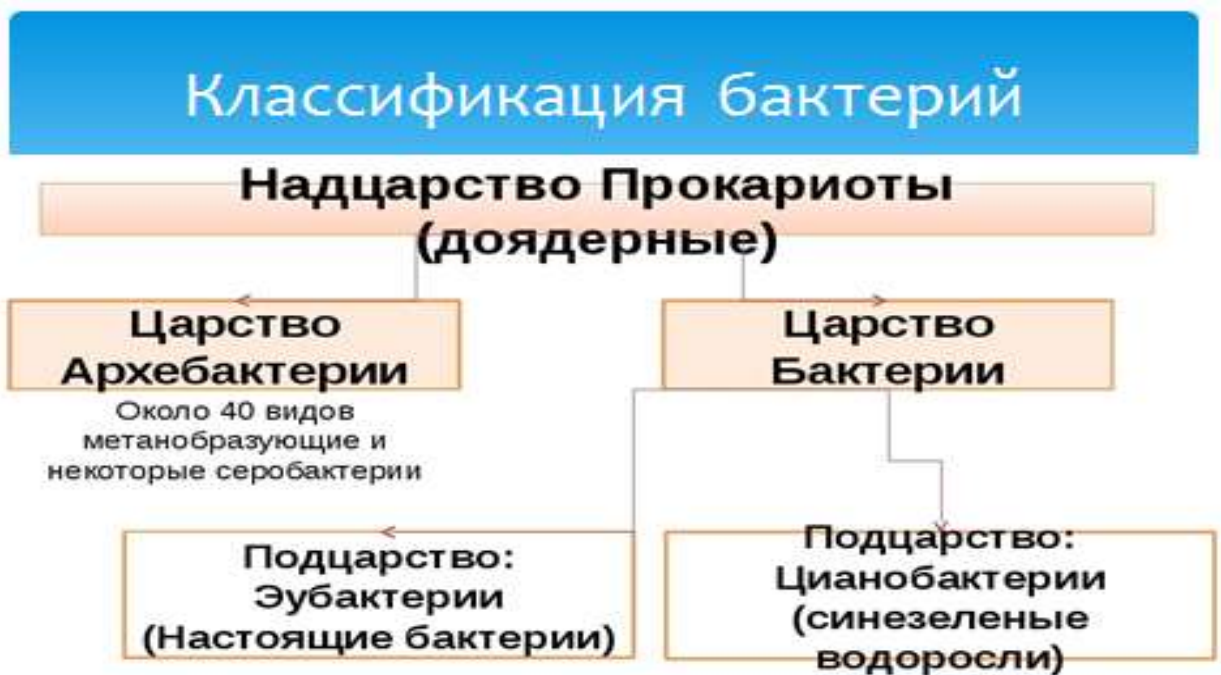 Классификация бактерий
Надцарство Прокариоты
(доядерные)
Царство
Архебактерии
Царство
Бактерии
Около 40 видов
метанобразующие и
некоторые серобактерии
Подцарство:
Эубактерии
(Настоящие бактерии)
Подцарство:
Цианобактерии
(синезеленые
водоросли)